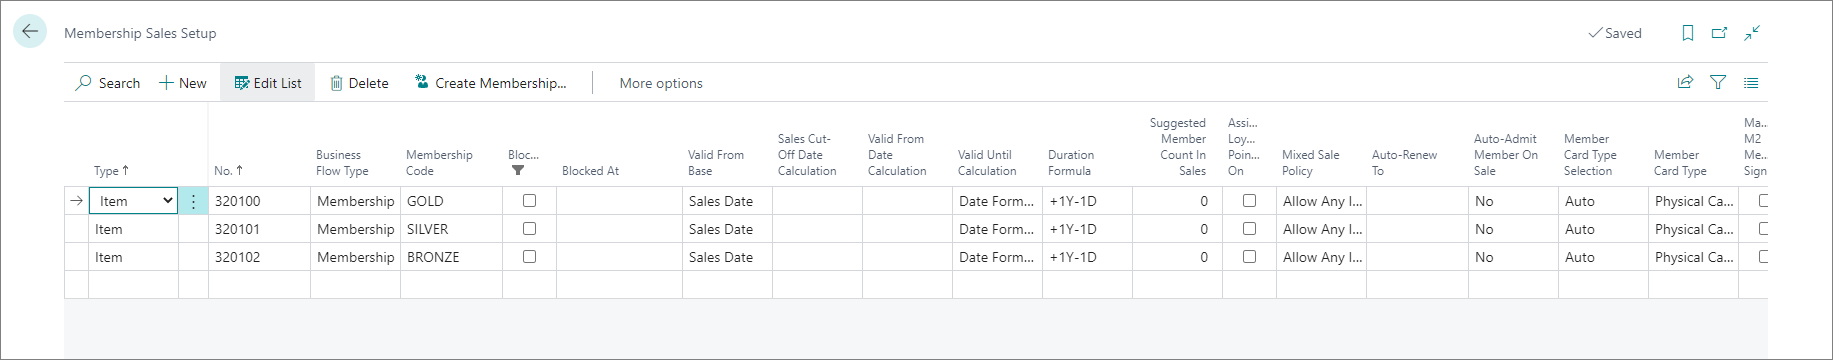 Membership Sales Setup
Saved
Search New Edit List Delete Create Membership... More options
Type ↑
No. ↑
Business
Flow Type
Membership
Code
Bloc...
Blocked At
Valid From
Base
Sales Cut-
Off Date
Calculation
Valid From
Date
Calculation
Valid Until
Calculation
Duration
Formula
Suggested
Member
Count In
Sales
Assi...
Loy...
Poin...
On
Mixed Sale
Policy
Auto-Renew
To
Auto-Admit
Member On
Sale
Member
Card Type
Selection
Member
Card Type
Ma...
M2
Me...
Sign
Item 320100 Membership GOLD Sales Date Date Form... +1Y-1D 0 Allow Any I... No Auto Physical Ca...
Item 320101 Membership SILVER Sales Date Date Form... +1Y-1D 0 Allow Any I... No Auto Physical Ca...
Item 320102 Membership BRONZE Sales Date Date Form... +1Y-1D 0 Allow Any I... No Auto Physical Ca...